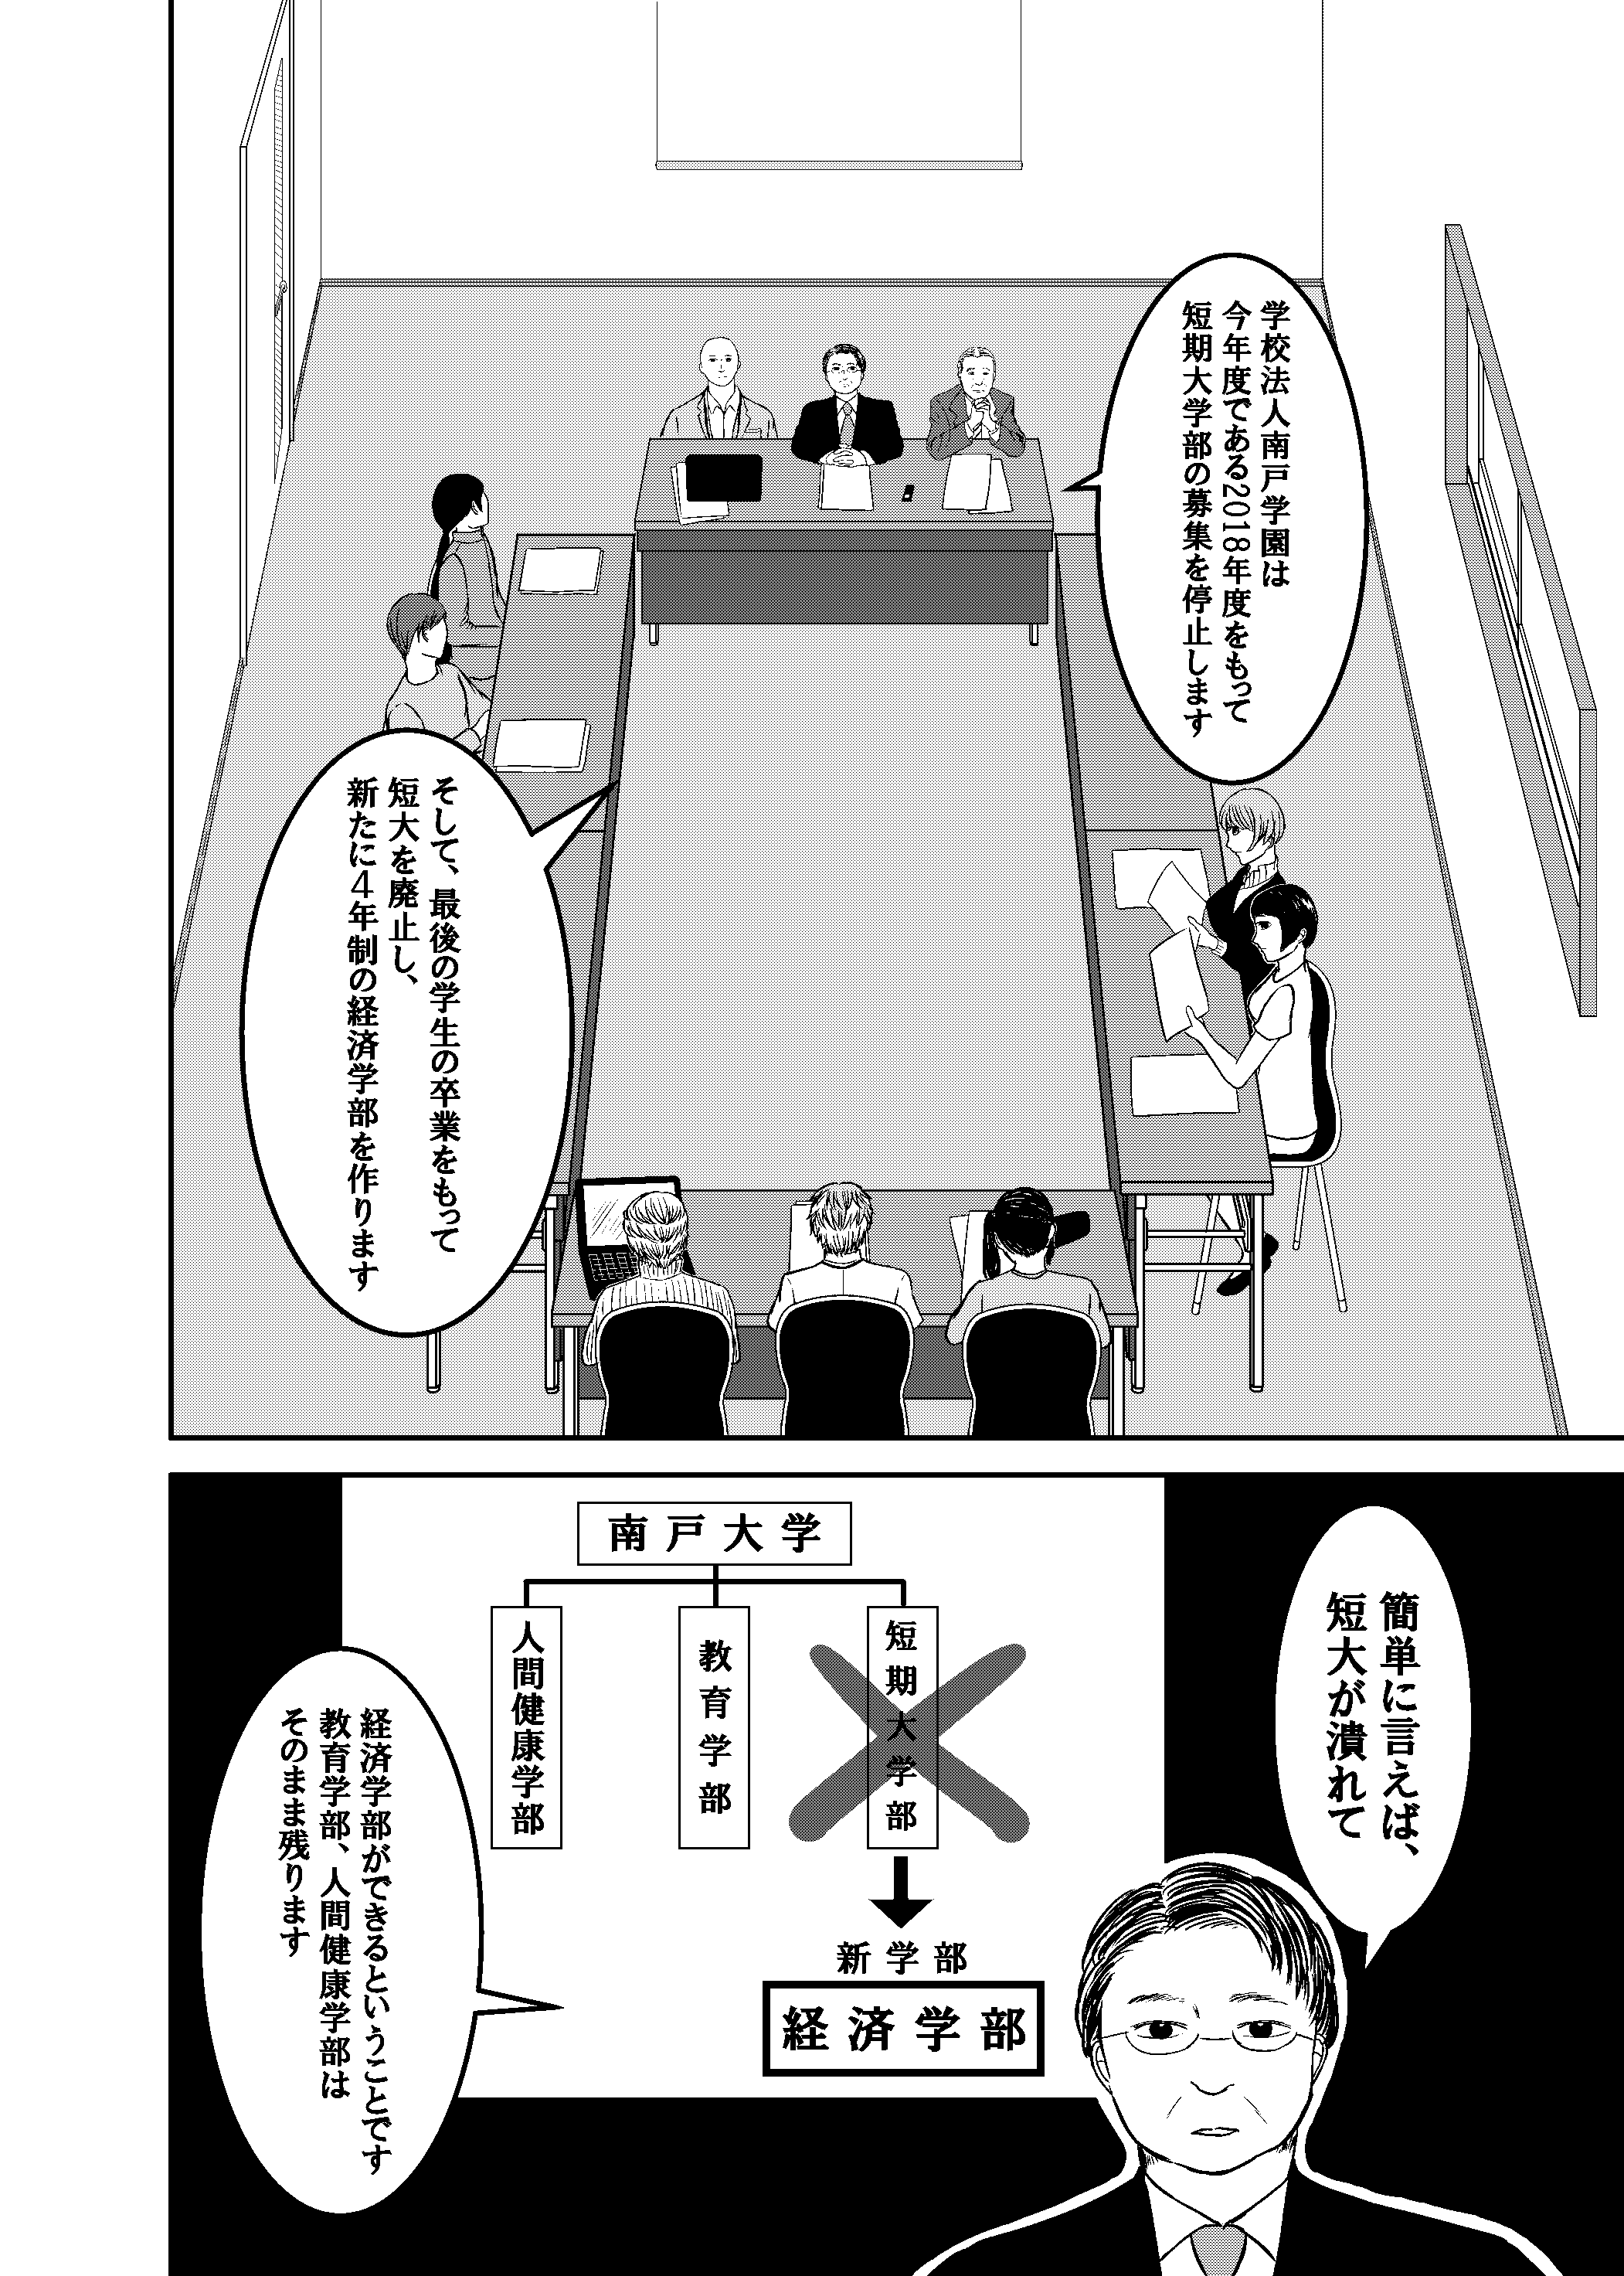 学校法人南戸学園は
今年度である2018年度をもって
短期大学部の募集を停止します
そして、最後の学生の卒業をもって
短大を廃止し、
新たに4年制の経済学部を作ります
簡単に言えば、
短大が潰れて
南戸大学
短期大学部
教育学部
人間健康学部
新学部
経済学部
経済学部ができるということです
教育学部、人間健康学部は
そのまま残ります